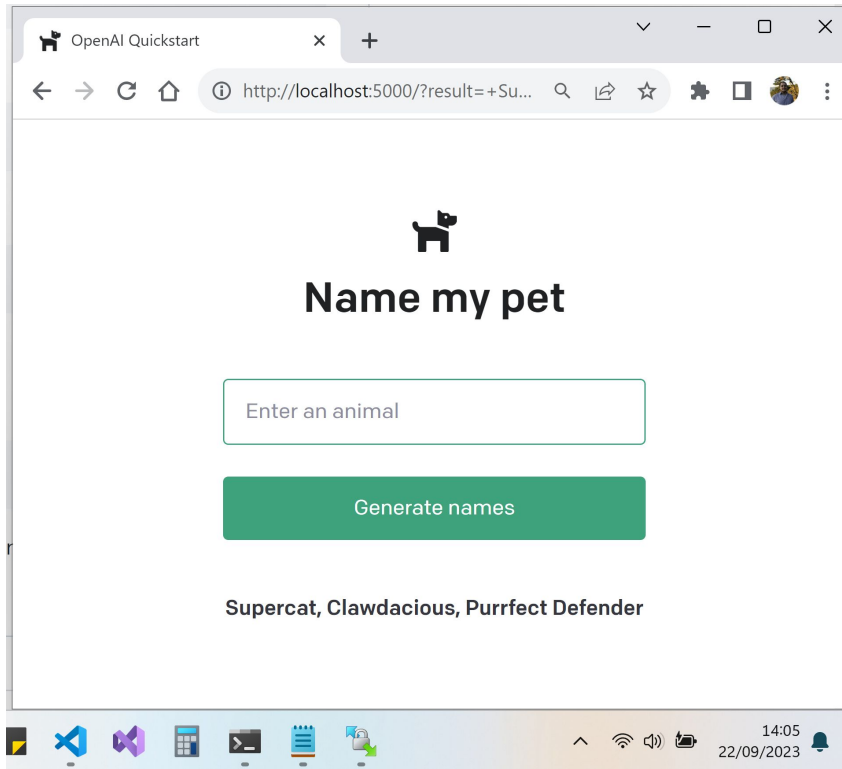 OpenAI Quickstart
http://localhost:5000/?result=+Su...
Name my pet
Enter an animal
Generate names
Supercat, Clawdacious, Purrfect Defender
14:05
22/09/2023